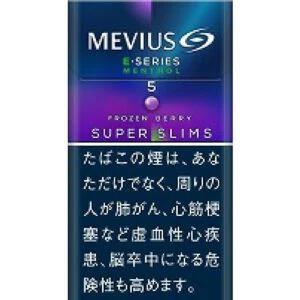 MEVIUS
E·SERIES
MENTHOL
5
FROZEN BERRY
SUPER SLIMS
たばこの煙は、あな
ただけでなく、周りの
人が肺がん、心筋梗
塞など虚血性心疾
患、脳卒中になる危
険性も高めます。